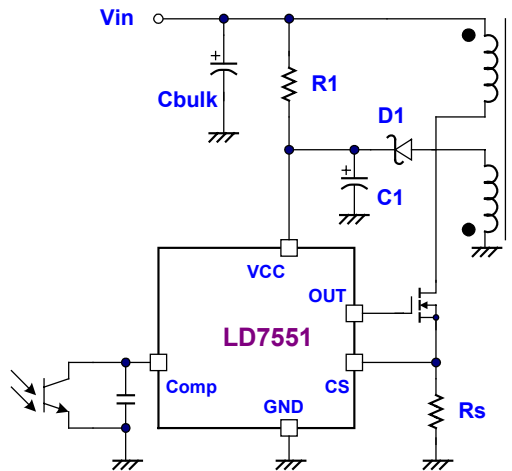 Vin
Cbulk
R1
D1
C1
VCC
OUT
LD7551
Comp
CS
GND
Rs